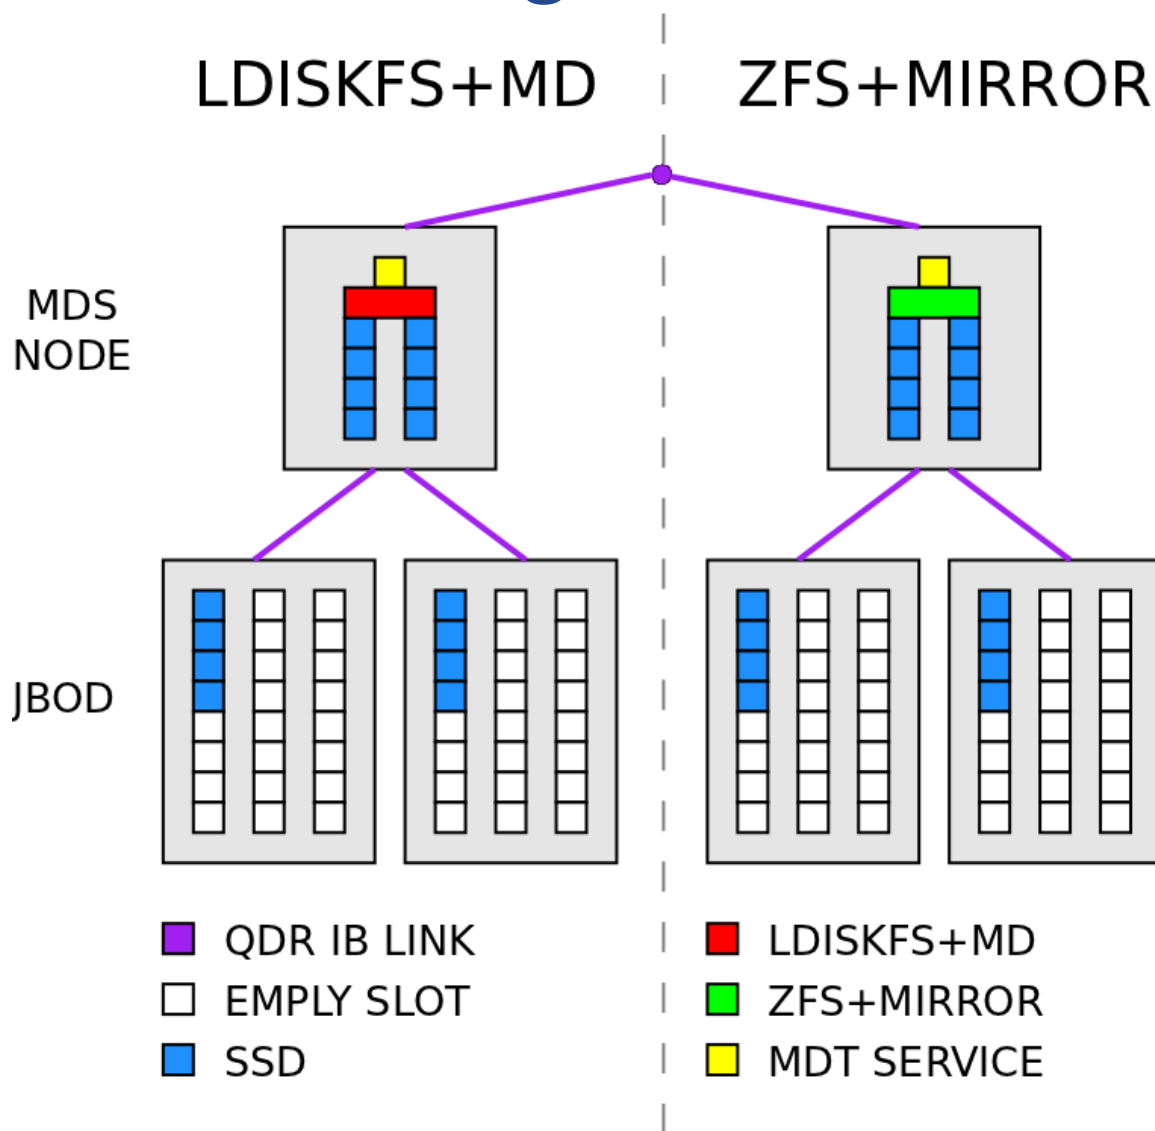 LDISKFS+MD
ZFS+MIRROR
MDS
NODE
JBOD
QDR IB LINK
EMPLY SLOT
SSD
LDISKFS+MD
ZFS+MIRROR
MDT SERVICE